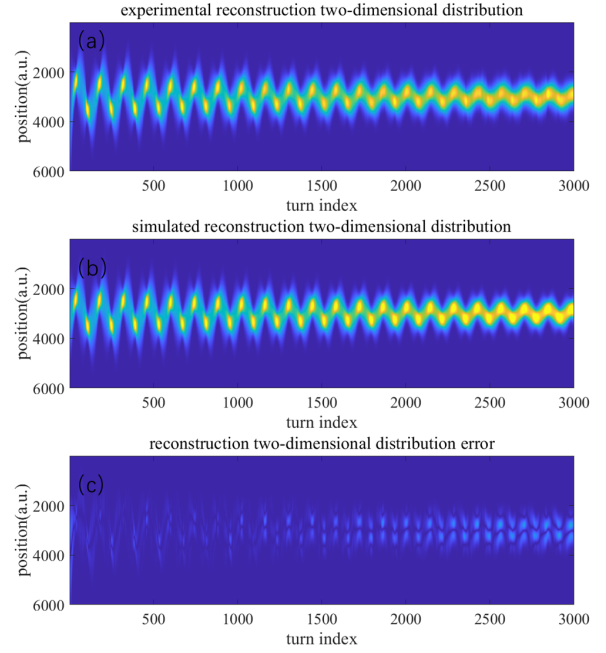 experimental reconstruction two-dimensional distribution
(a)
position(a.u.)
2000
4000
6000
500 1000 1500 2000 2500 3000
turn index
simulated reconstruction two-dimensional distribution
(b)
position(a.u.)
2000
4000
6000
500 1000 1500 2000 2500 3000
turn index
reconstruction two-dimensional distribution error
(c)
position(a.u.)
2000
4000
6000
500 1000 1500 2000 2500 3000
turn index